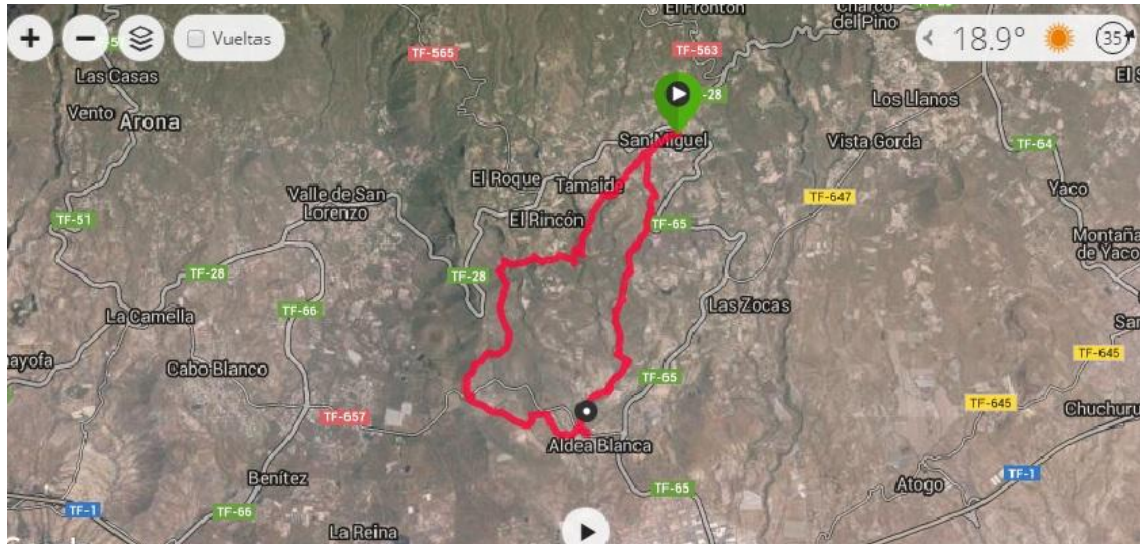 El Frontón
Charco
del Pino
Vueltas
18.9°
35
TF-565
TF-563
Las Casas
El S
-28
Los Llanos
Vento
Arona
San Miguel
Vista Gorda
TF-64
El Roque
Tamaide
Yaco
Valle de San
Lorenzo
TF-647
TF-51
El Rincón
TF-65
Montaña
de Yaco
TF-28
TF-28
Las Zocas
TF-66
La Camella
San
ayofa
Cabo Blanco
TF-65
TF-645
TF-657
TF-645
Chuchuru
Aldea Blanca
Benítez
TF-1
Atogo
TF-65
TF-1
TF-66
La Reina